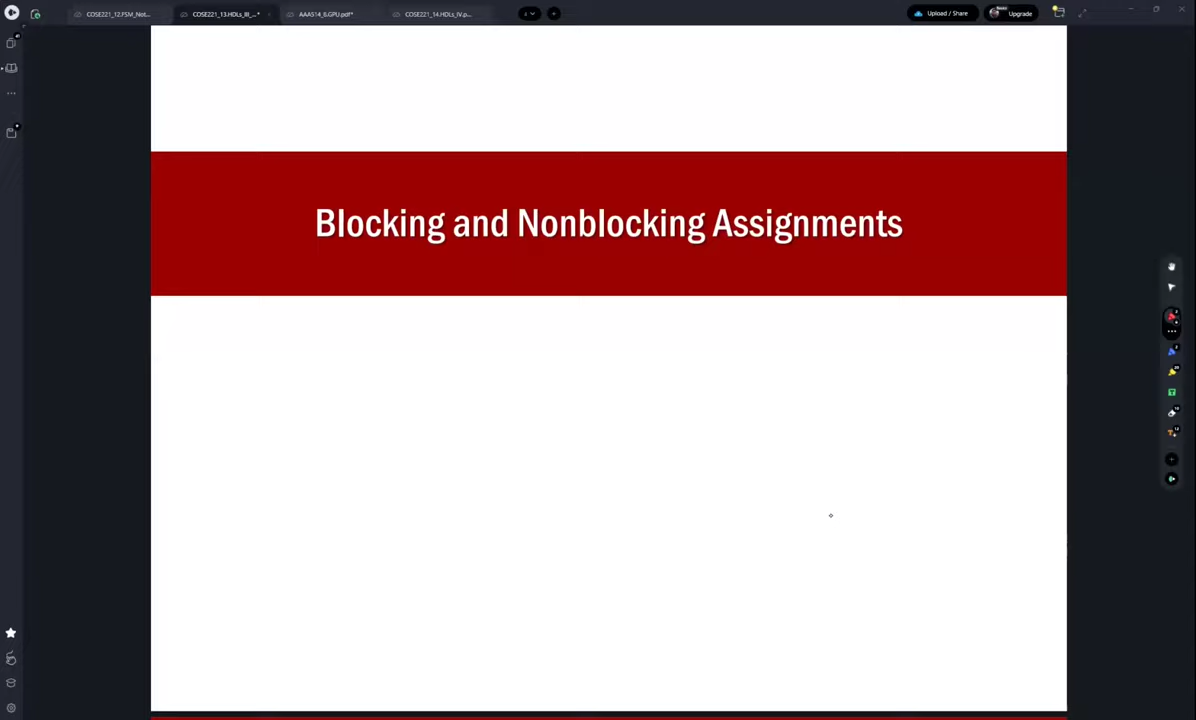 COSE221_12.FSM_Not...
COSE221_13.HDLs_III_...*
AAA514_8.GPU.pdf*
COSE221_14.HDLs_IV.p...
Upload / Share
Upgrade
Blocking and Nonblocking Assignments